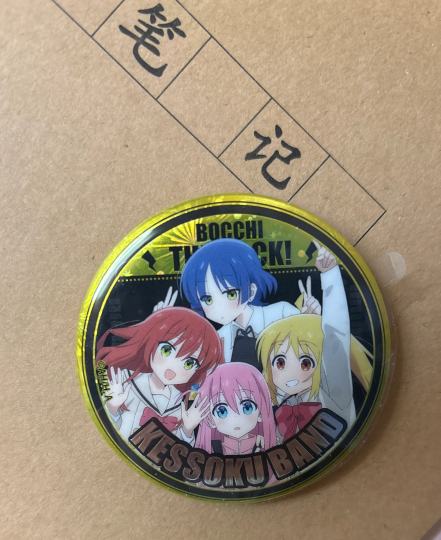 笔
记
BOCCHI
THE ROCK!
KESSOKU BAND